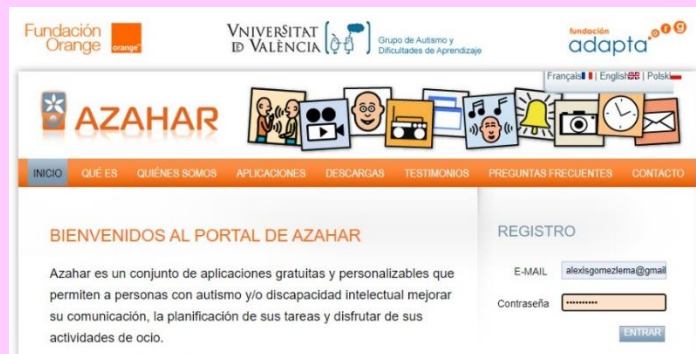 Fundación
Orange
orange™
VNIVERSITAT
ID VALÈNCIA
Grupo de Autismo y
Dificultades de Aprendizaje
fundación
adapta
Français | English | Polski
AZAHAR
INICIO QUÉ ES QUIÉNES SOMOS APLICACIONES DESCARGAS TESTIMONIOS PREGUNTAS FRECUENTES CONTACTO
BIENVENIDOS AL PORTAL DE AZAHAR
Azahar es un conjunto de aplicaciones gratuitas y personalizables que
permiten a personas con autismo y/o discapacidad intelectual mejorar
su comunicación, la planificación de sus tareas y disfrutar de sus
actividades de ocio.
REGISTRO
E-MAIL alexisgomezlema@gmail
Contraseña ••••••••••
ENTRAR